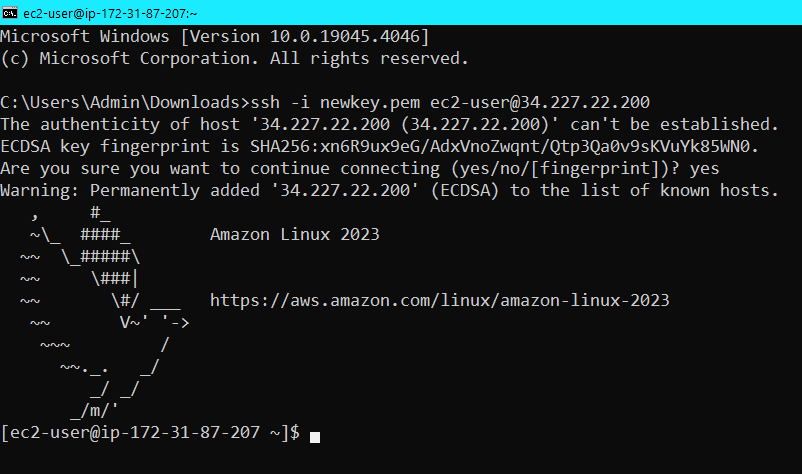 ec2-user@ip-172-31-87-207:~
Microsoft Windows [Version 10.0.19045.4046]
(c) Microsoft Corporation. All rights reserved.

C:\Users\Admin\Downloads>ssh -i newkey.pem ec2-user@34.227.22.200
The authenticity of host '34.227.22.200 (34.227.22.200)' can't be established.
ECDSA key fingerprint is SHA256:xn6R9ux9eG/AdxVnoZwqnt/Qtp3Qa0v9sKVuYk85WN0.
Are you sure you want to continue connecting (yes/no/[fingerprint])? yes
Warning: Permanently added '34.227.22.200' (ECDSA) to the list of known hosts.
   ,     #_
   ~\_  ####_        Amazon Linux 2023
  ~~  \_#####\
  ~~     \###|
  ~~       \#/ ___   https://aws.amazon.com/linux/amazon-linux-2023
   ~~       V~' '->
    ~~~         /
      ~~._.   _/
         _/ _/
       _/m/'
[ec2-user@ip-172-31-87-207 ~]$